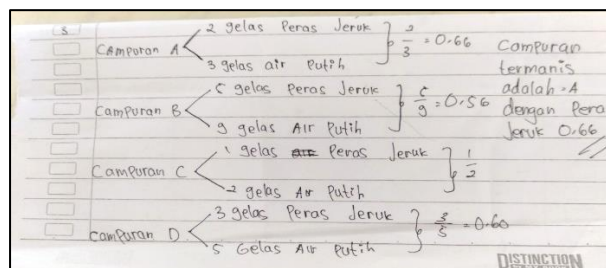 3
2 gelas Peras Jeruk
Campuran A } 2/3 = 0.66 Campuran
3 gelas air Putih termanis
adalah A
5 gelas Peras Jeruk
Campuran B } 5/9 = 0.56 dengan Pera
9 gelas Air Putih Jeruk 0.66
1 gelas Peras Jeruk
Campuran C } 1/2
2 gelas Air Putih
3 gelas Peras Jeruk
Campuran D } 3/5 = 0.60
5 Gelas Air Putih
DISTINCTION